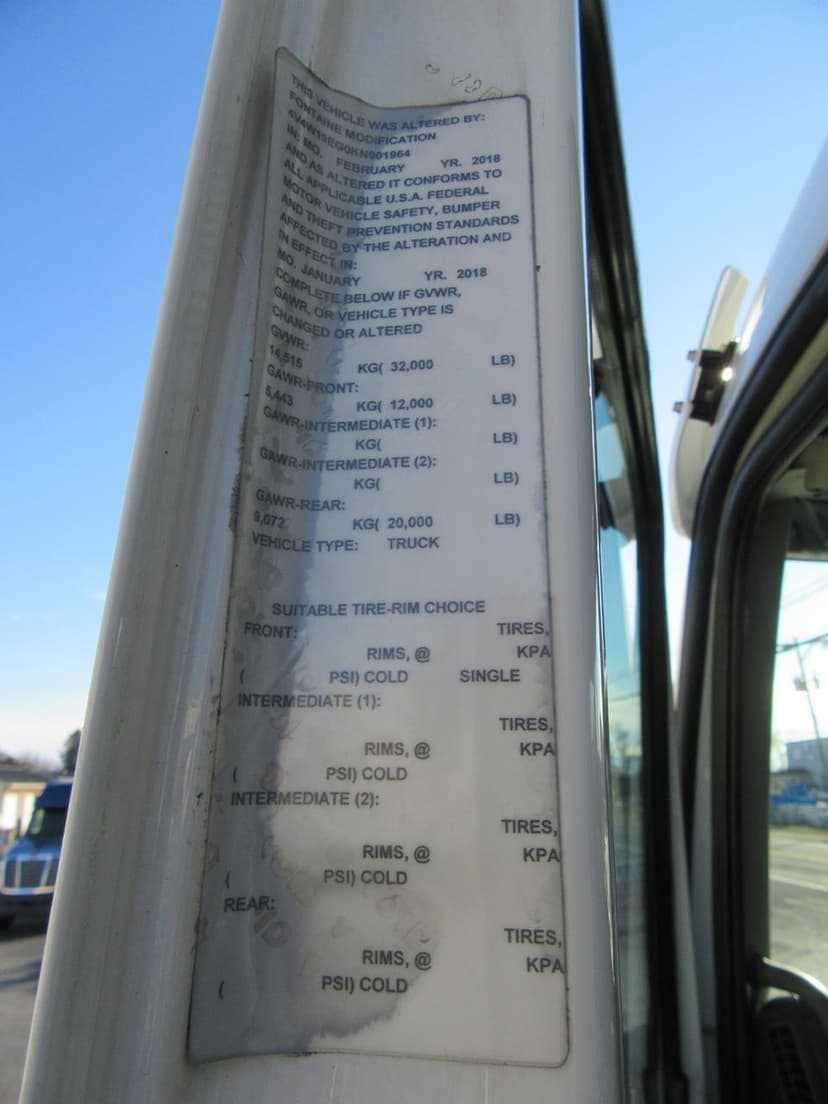 THIS VEHICLE WAS ALTERED BY:
FONTAINE MODIFICATION
4V4W19EG0KN901964
IN: MO. FEBRUARY YR. 2018
AND AS ALTERED IT CONFORMS TO
ALL APPLICABLE U.S.A. FEDERAL
MOTOR VEHICLE SAFETY, BUMPER
AND THEFT PREVENTION STANDARDS
AFFECTED BY THE ALTERATION AND
IN EFFECT IN:
MO. JANUARY YR. 2018
COMPLETE BELOW IF GVWR,
GAWR, OR VEHICLE TYPE IS
CHANGED OR ALTERED
GVWR:
14,515 KG( 32,000 LB)
GAWR-FRONT:
5,443 KG( 12,000 LB)
GAWR-INTERMEDIATE (1):
KG( LB)
GAWR-INTERMEDIATE (2):
KG( LB)
GAWR-REAR:
9,072 KG( 20,000 LB)
VEHICLE TYPE: TRUCK
SUITABLE TIRE-RIM CHOICE
FRONT: TIRES,
RIMS, @ KPA
( PSI) COLD SINGLE
INTERMEDIATE (1):
TIRES,
RIMS, @ KPA
( PSI) COLD
INTERMEDIATE (2):
TIRES,
RIMS, @ KPA
( PSI) COLD
REAR:
TIRES,
RIMS, @ KPA
( PSI) COLD